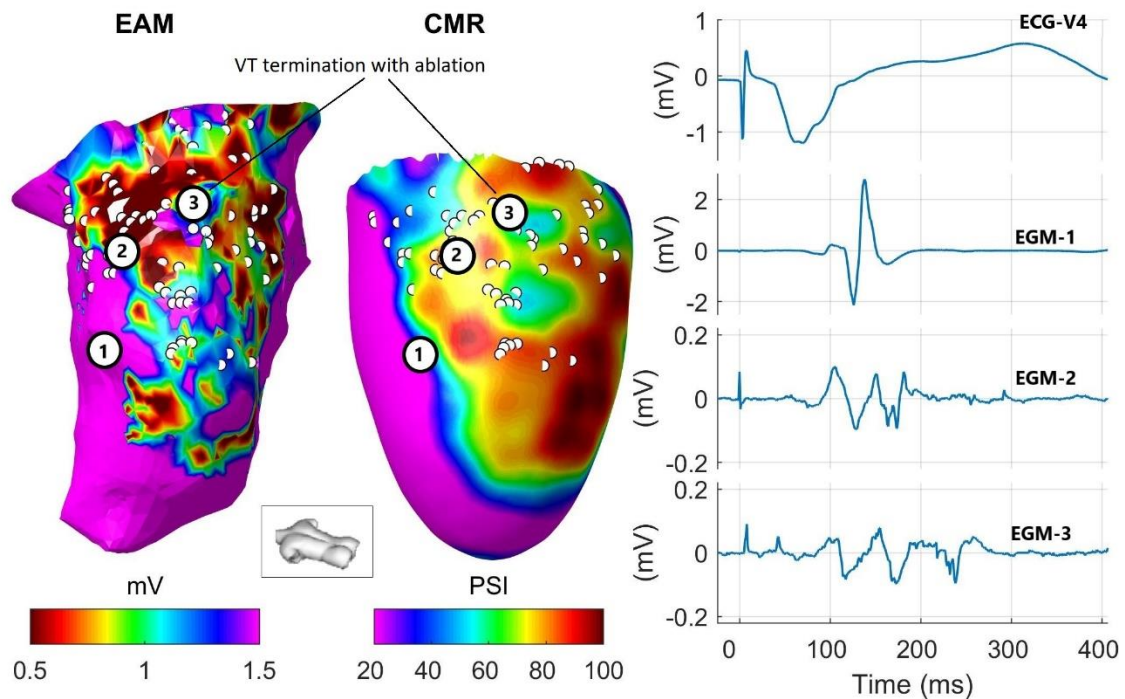 EAM
CMR
VT termination with ablation
3
2
1
3
2
1
mV
0.5 1 1.5
PSI
20 40 60 80 100
ECG-V4
(mV)
1
0
-1
EGM-1
(mV)
2
0
-2
EGM-2
(mV)
0.2
0
-0.2
EGM-3
(mV)
0.2
0
-0.2
0 100 200 300 400
Time (ms)